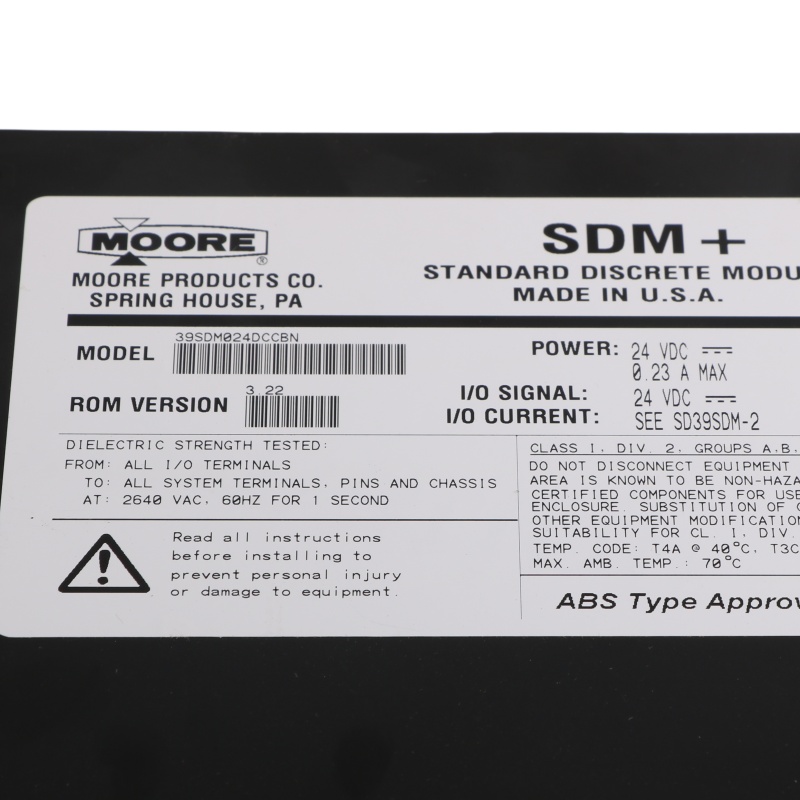 MOORE ®
MOORE PRODUCTS CO.
SPRING HOUSE, PA
SDM +
STANDARD DISCRETE MODU
MADE IN U.S.A.
MODEL 39SDM024DCCBN
ROM VERSION 3.22
POWER: 24 VDC
0.23 A MAX
I/O SIGNAL: 24 VDC
I/O CURRENT: SEE SD39SDM-2
DIELECTRIC STRENGTH TESTED:
FROM: ALL I/O TERMINALS
TO: ALL SYSTEM TERMINALS, PINS AND CHASSIS
AT: 2640 VAC, 60HZ FOR 1 SECOND
Read all instructions
before installing to
prevent personal injury
or damage to equipment.
CLASS I, DIV. 2, GROUPS A,B,
DO NOT DISCONNECT EQUIPMENT
AREA IS KNOWN TO BE NON-HAZA
CERTIFIED COMPONENTS FOR USE
ENCLOSURE. SUBSTITUTION OF
OTHER EQUIPMENT MODIFICATION
SUITABILITY FOR CL. I, DIV.
TEMP. CODE: T4A @ 40°C, T3C
MAX. AMB. TEMP.: 70°C
ABS Type Approv